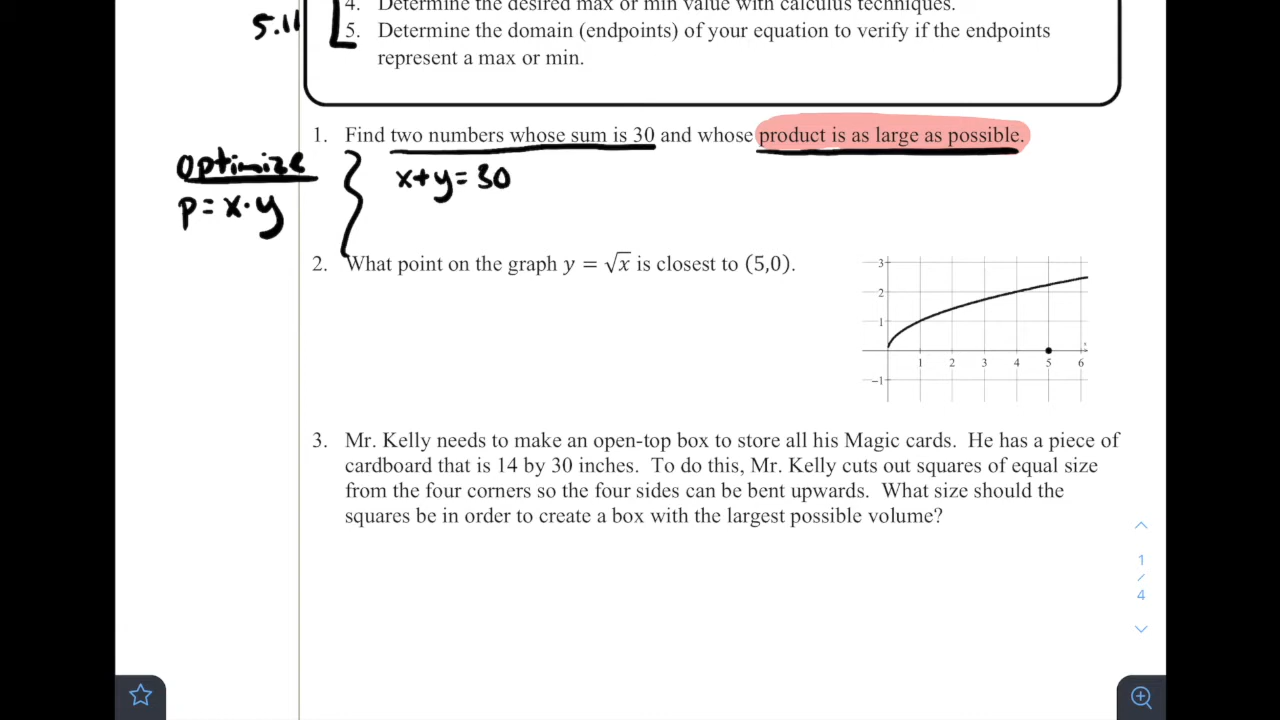 4. Determine the desired max or min value with calculus techniques.
5.11
5. Determine the domain (endpoints) of your equation to verify if the endpoints
represent a max or min.
1. Find two numbers whose sum is 30 and whose product is as large as possible.
optimize
x+y=30
P=x·y
2. What point on the graph y = √x is closest to (5,0).
3
2
1
-1
1 2 3 4 5 6
3. Mr. Kelly needs to make an open-top box to store all his Magic cards. He has a piece of
cardboard that is 14 by 30 inches. To do this, Mr. Kelly cuts out squares of equal size
from the four corners so the four sides can be bent upwards. What size should the
squares be in order to create a box with the largest possible volume?
1
/
4